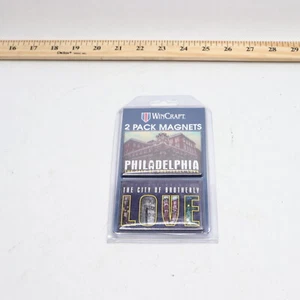 16 17 18 19 20 21 22 23 24 25 26 27 28 29
WINCRAFT
2 PACK MAGNETS
PHILADELPHIA
THE CITY OF BROTHERLY
LOVE